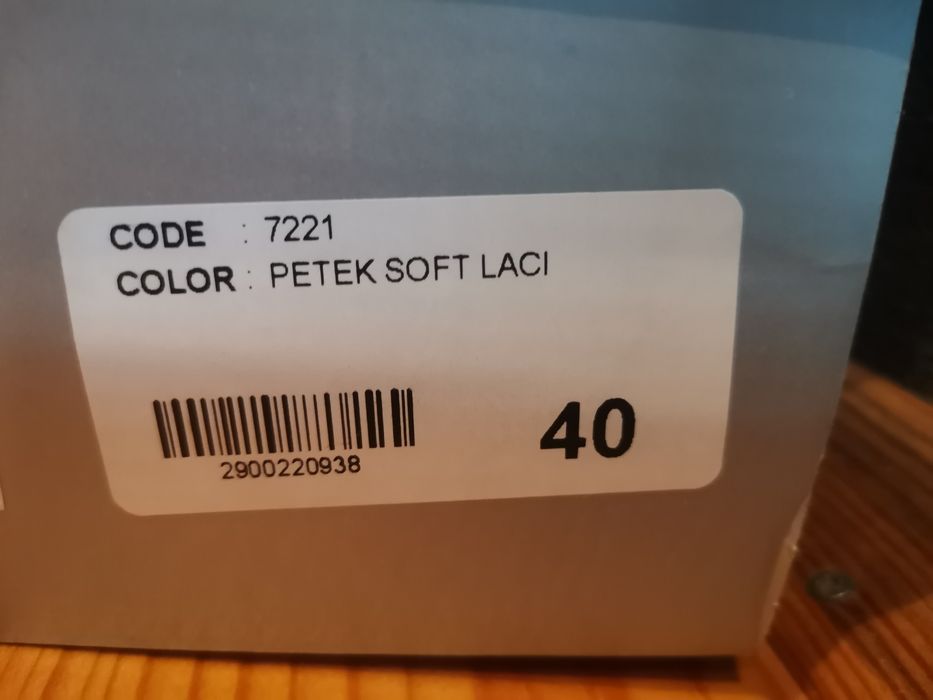 CODE : 7221
COLOR : PETEK SOFT LACI
40
2900220938